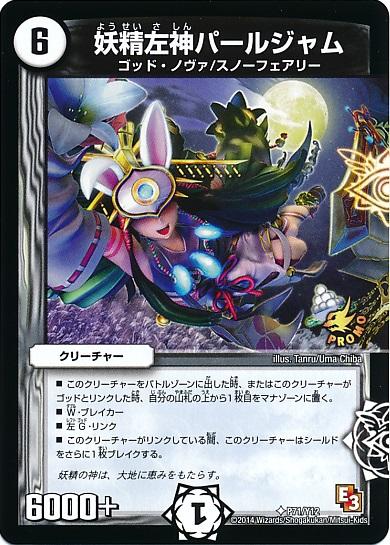 6
ようせいさしん
妖精左神パールジャム
ゴッド・ノヴァ/スノーフェアリー
PROMO
クリーチャー
illus. Tanru/Uma Chiba
■このクリーチャーをバトルゾーンに出した時、またはこのクリーチャーが
ゴッドとリンクした時、自分の山札の上から1枚目をマナゾーンに置く。
■W・ブレイカー
■左G・リンク
■このクリーチャーがリンクしている間、このクリーチャーはシールド
をさらに1枚ブレイクする。
妖精の神は、大地に恵みをもたらす。
6000+
1
E3
P71/Y12
©2014 Wizards/Shogakukan/Mitsui-Kids